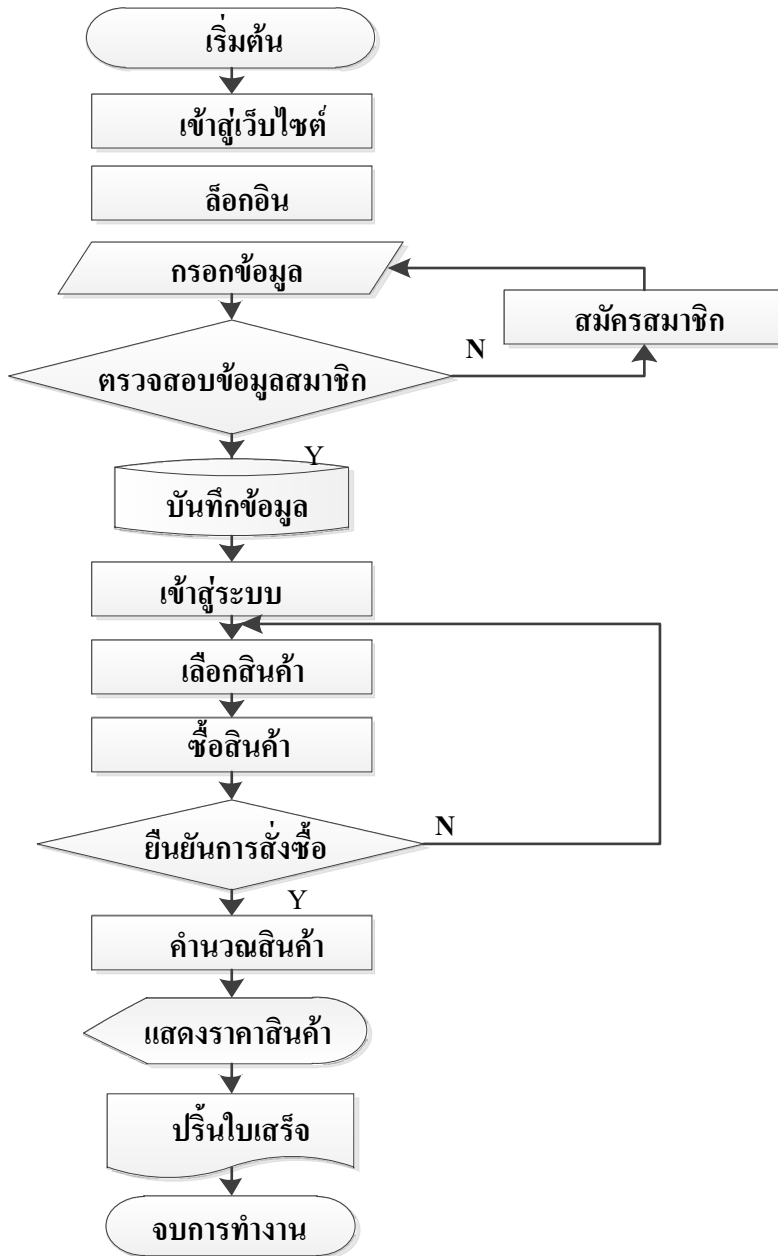 เริ่มต้น
เข้าสู่เว็บไซต์
ล็อกอิน
กรอกข้อมูล
สมัครสมาชิก
N
ตรวจสอบข้อมูลสมาชิก
Y
บันทึกข้อมูล
เข้าสู่ระบบ
เลือกสินค้า
ซื้อสินค้า
N
ยืนยันการสั่งซื้อ
Y
คำนวณสินค้า
แสดงราคาสินค้า
ปริ้นใบเสร็จ
จบการทำงาน